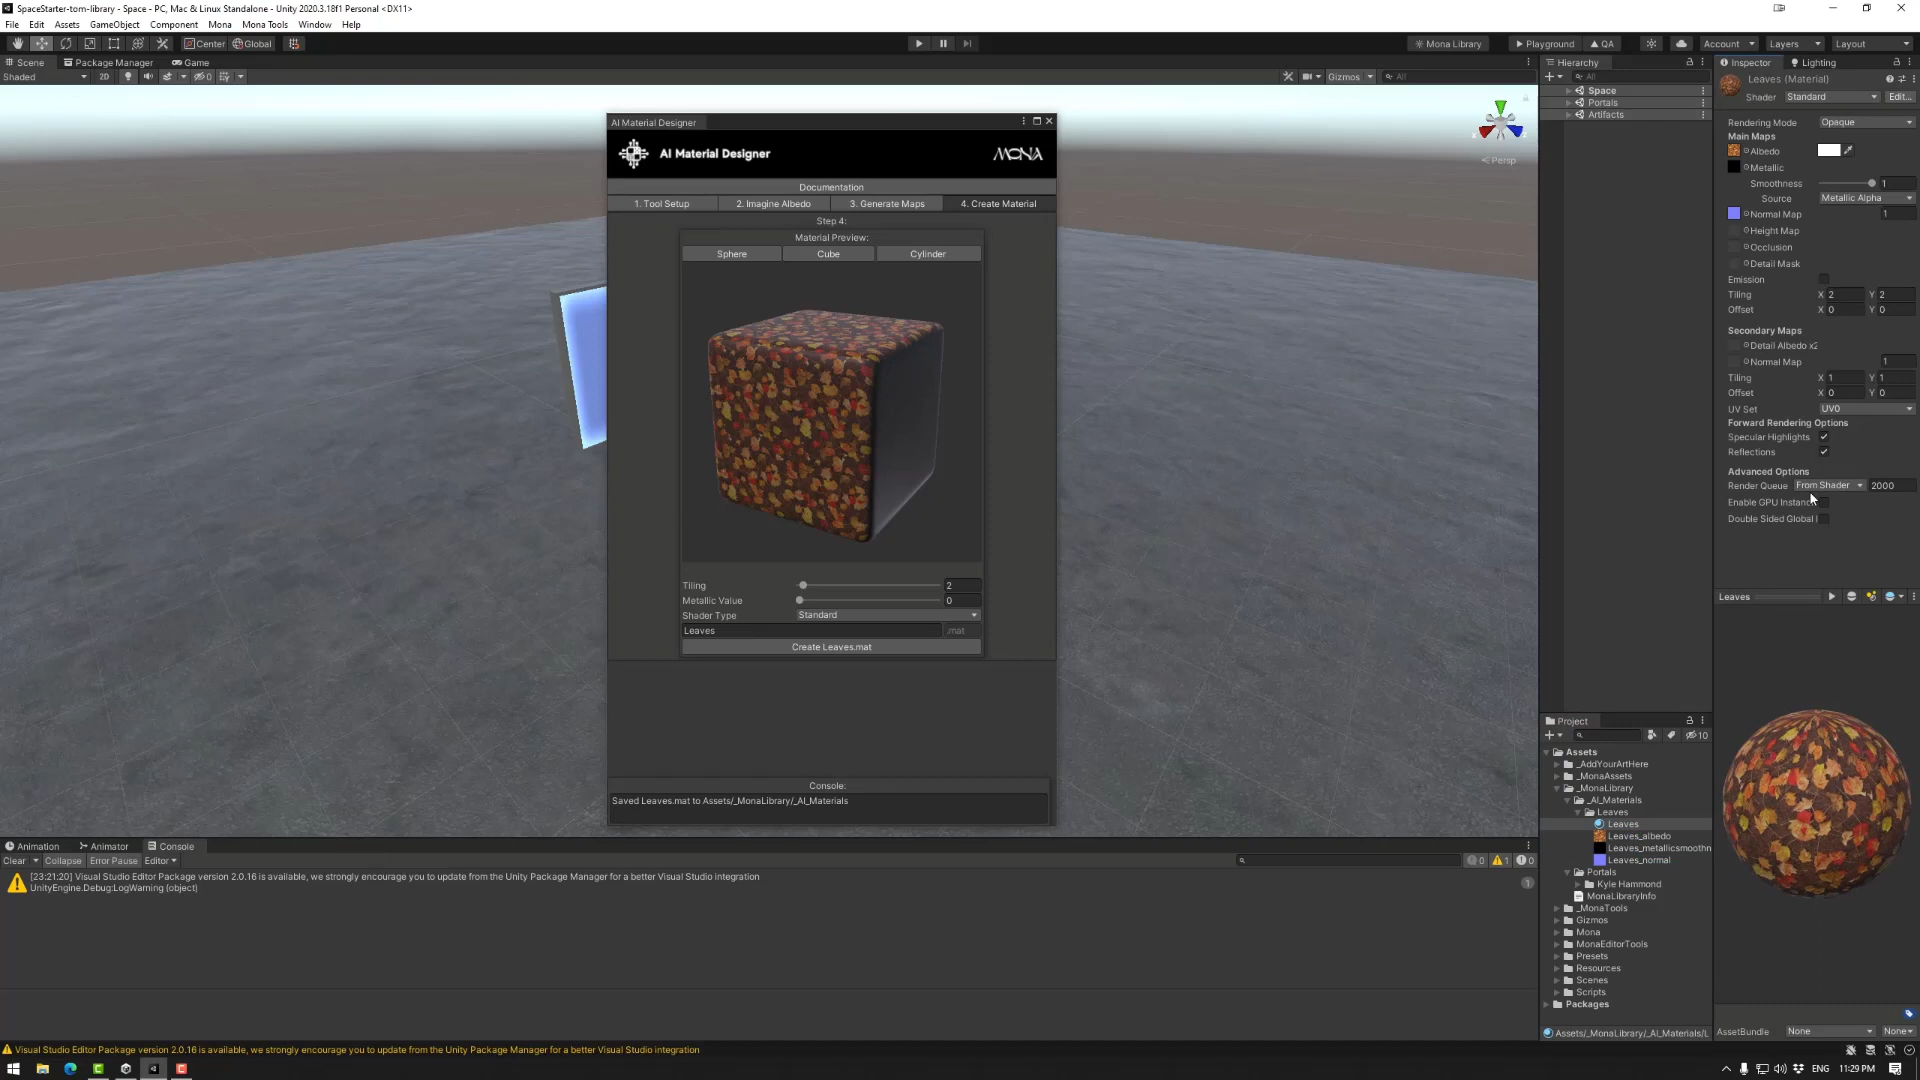 SpaceStarter-tom-library - Space - PC, Mac & Linux Standalone - Unity 2020.3.18f1 Personal <DX11>
File Edit Assets GameObject Component Mona Mona Tools Window Help
Center Global
Mona Library Playground QA Account Layers Layout
Scene Package Manager Game
Shaded 2D 0 Gizmos All
Persp
AI Material Designer
AI Material Designer MONA
Documentation
1. Tool Setup 2. Imagine Albedo 3. Generate Maps 4. Create Material
Step 4:
Material Preview:
Sphere Cube Cylinder
Tiling 2
Metallic Value 0
Shader Type Standard
Leaves .mat
Create Leaves.mat
Console:
Saved Leaves.mat to Assets/_MonaLibrary/_AI_Materials
Hierarchy
All
Space
Portals
Artifacts
Inspector Lighting
Leaves (Material)
Shader Standard Edit...
Rendering Mode Opaque
Main Maps
Albedo
Metallic
Smoothness 1
Source Metallic Alpha
Normal Map 1
Height Map
Occlusion
Detail Mask
Emission
Tiling X 2 Y 2
Offset X 0 Y 0
Secondary Maps
Detail Albedo x2
Normal Map 1
Tiling X 1 Y 1
Offset X 0 Y 0
UV Set UV0
Forward Rendering Options
Specular Highlights
Reflections
Advanced Options
Render Queue From Shader 2000
Enable GPU Instanc
Double Sided Global I
Leaves
AssetBundle None None
Project
10
Assets
_AddYourArtHere
_MonaAssets
_MonaLibrary
_AI_Materials
Leaves
Leaves
Leaves_albedo
Leaves_metallicsmoothn
Leaves_normal
Portals
Kyle Hammond
MonaLibraryInfo
_MonaTools
Gizmos
Mona
MonaEditorTools
Presets
Resources
Scenes
Scripts
Packages
Assets/_MonaLibrary/_AI_Materials/L
Animation Animator Console
Clear Collapse Error Pause Editor 0 1 0
[23:21:20] Visual Studio Editor Package version 2.0.16 is available, we strongly encourage you to update from the Unity Package Manager for a better Visual Studio integration
UnityEngine.Debug:LogWarning (object)
1
Visual Studio Editor Package version 2.0.16 is available, we strongly encourage you to update from the Unity Package Manager for a better Visual Studio integration
ENG 11:29 PM